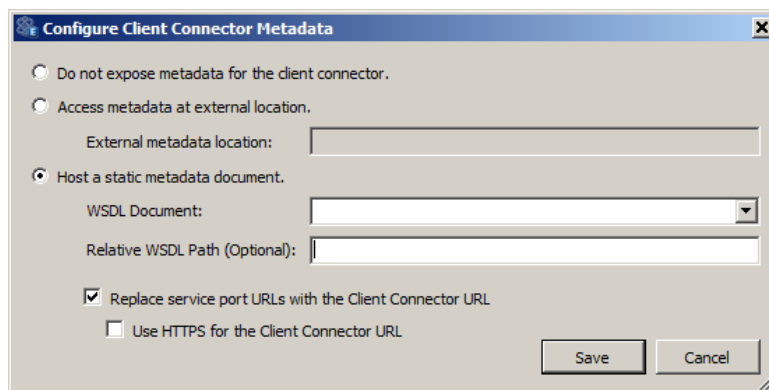 Configure Client Connector Metadata
Do not expose metadata for the client connector.
Access metadata at external location.
External metadata location:
Host a static metadata document.
WSDL Document:
Relative WSDL Path (Optional):
Replace service port URLs with the Client Connector URL
Use HTTPS for the Client Connector URL
Save Cancel